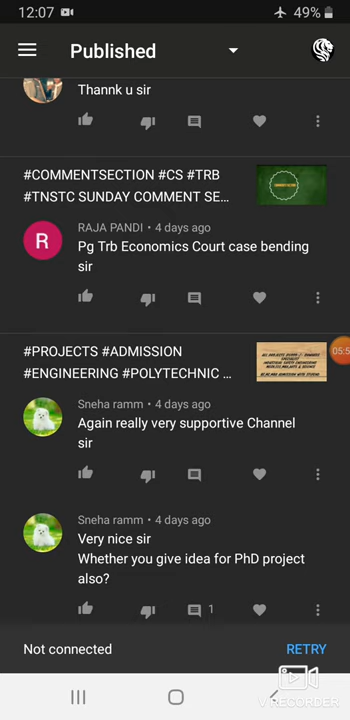 12:07
49%
Published
Thannk u sir
#COMMENTSECTION #CS #TRB
#TNSTC SUNDAY COMMENT SE...
R
RAJA PANDI • 4 days ago
Pg Trb Economics Court case bending
sir
#PROJECTS #ADMISSION
#ENGINEERING #POLYTECHNIC ...
05:5
Sneha ramm • 4 days ago
Again really very supportive Channel
sir
Sneha ramm • 4 days ago
Very nice sir
Whether you give idea for PhD project
also?
1
Not connected
RETRY
V RECORDER